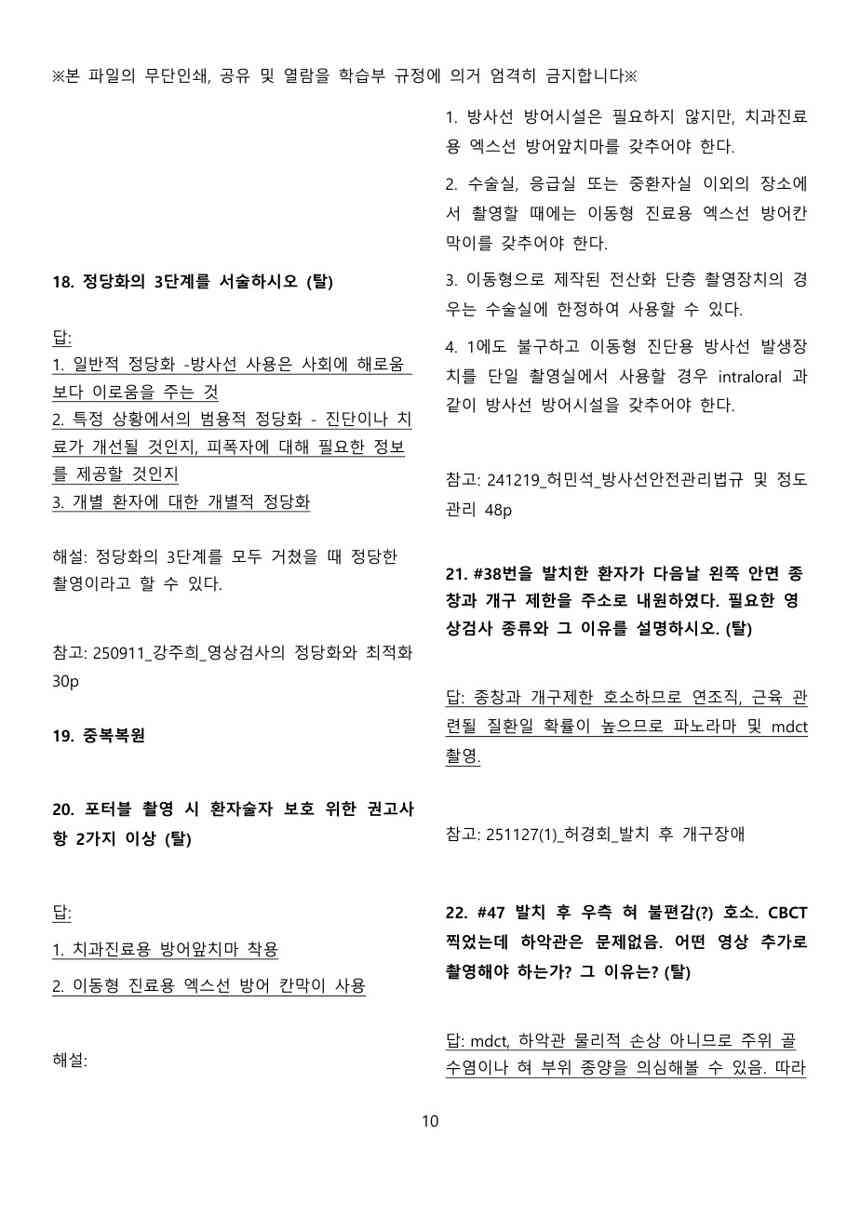 ※본 파일의 무단인쇄, 공유 및 열람을 학습부 규정에 의거 엄격히 금지합니다※
18. 정당화의 3단계를 서술하시오 (탈)
답:
1. 일반적 정당화 -방사선 사용은 사회에 해로움
보다 이로움을 주는 것
2. 특정 상황에서의 범용적 정당화 - 진단이나 치
료가 개선될 것인지, 피폭자에 대해 필요한 정보
를 제공할 것인지
3. 개별 환자에 대한 개별적 정당화
해설: 정당화의 3단계를 모두 거쳤을 때 정당한
촬영이라고 할 수 있다.
참고: 250911_강주희_영상검사의 정당화와 최적화
30p
19. 중복복원
20. 포터블 촬영 시 환자술자 보호 위한 권고사
항 2가지 이상 (탈)
답:
1. 치과진료용 방어앞치마 착용
2. 이동형 진료용 엑스선 방어 칸막이 사용
해설:
1. 방사선 방어시설은 필요하지 않지만, 치과진료
용 엑스선 방어앞치마를 갖추어야 한다.
2. 수술실, 응급실 또는 중환자실 이외의 장소에
서 촬영할 때에는 이동형 진료용 엑스선 방어칸
막이를 갖추어야 한다.
3. 이동형으로 제작된 전산화 단층 촬영장치의 경
우는 수술실에 한정하여 사용할 수 있다.
4. 1에도 불구하고 이동형 진단용 방사선 발생장
치를 단일 촬영실에서 사용할 경우 intraloral 과
같이 방사선 방어시설을 갖추어야 한다.
참고: 241219_허민석_방사선안전관리법규 및 정도
관리 48p
21. #38번을 발치한 환자가 다음날 왼쪽 안면 종
창과 개구 제한을 주소로 내원하였다. 필요한 영
상검사 종류와 그 이유를 설명하시오. (탈)
답: 종창과 개구제한 호소하므로 연조직, 근육 관
련될 질환일 확률이 높으므로 파노라마 및 mdct
촬영.
참고: 251127(1)_허경회_발치 후 개구장애
22. #47 발치 후 우측 혀 불편감(?) 호소. CBCT
찍었는데 하악관은 문제없음. 어떤 영상 추가로
촬영해야 하는가? 그 이유는? (탈)
답: mdct, 하악관 물리적 손상 아니므로 주위 골
수염이나 혀 부위 종양을 의심해볼 수 있음. 따라
10